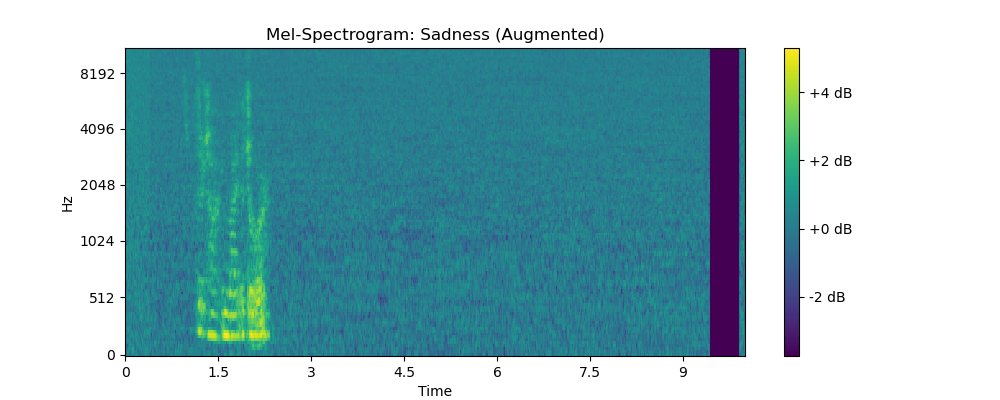 Mel-Spectrogram: Sadness (Augmented)
8192
4096
2048
1024
512
0
Hz
0 1.5 3 4.5 6 7.5 9
Time
+4 dB
+2 dB
+0 dB
-2 dB